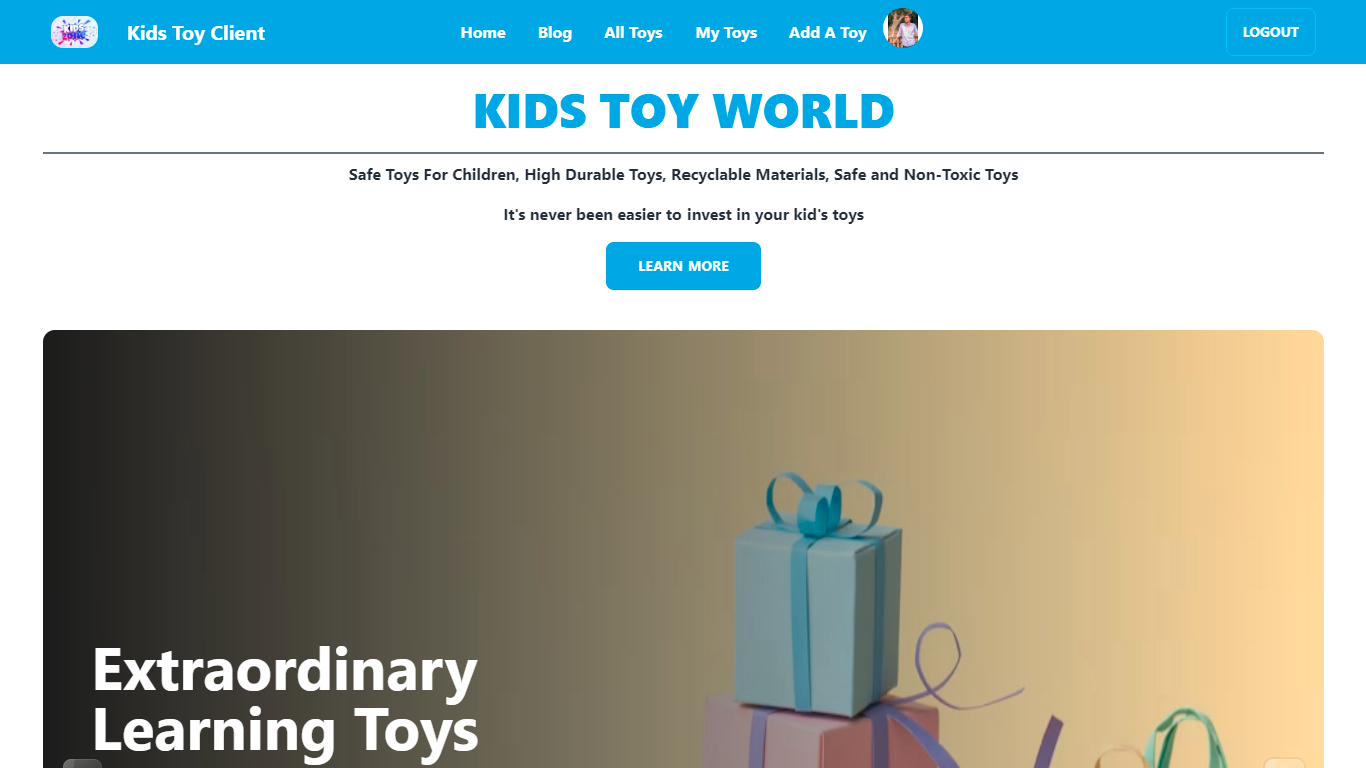 KIDS
Kids Toy Client
Home
Blog
All Toys
My Toys
Add A Toy
LOGOUT
KIDS TOY WORLD
Safe Toys For Children, High Durable Toys, Recyclable Materials, Safe and Non-Toxic Toys
It's never been easier to invest in your kid's toys
LEARN MORE
Extraordinary
Learning Toys